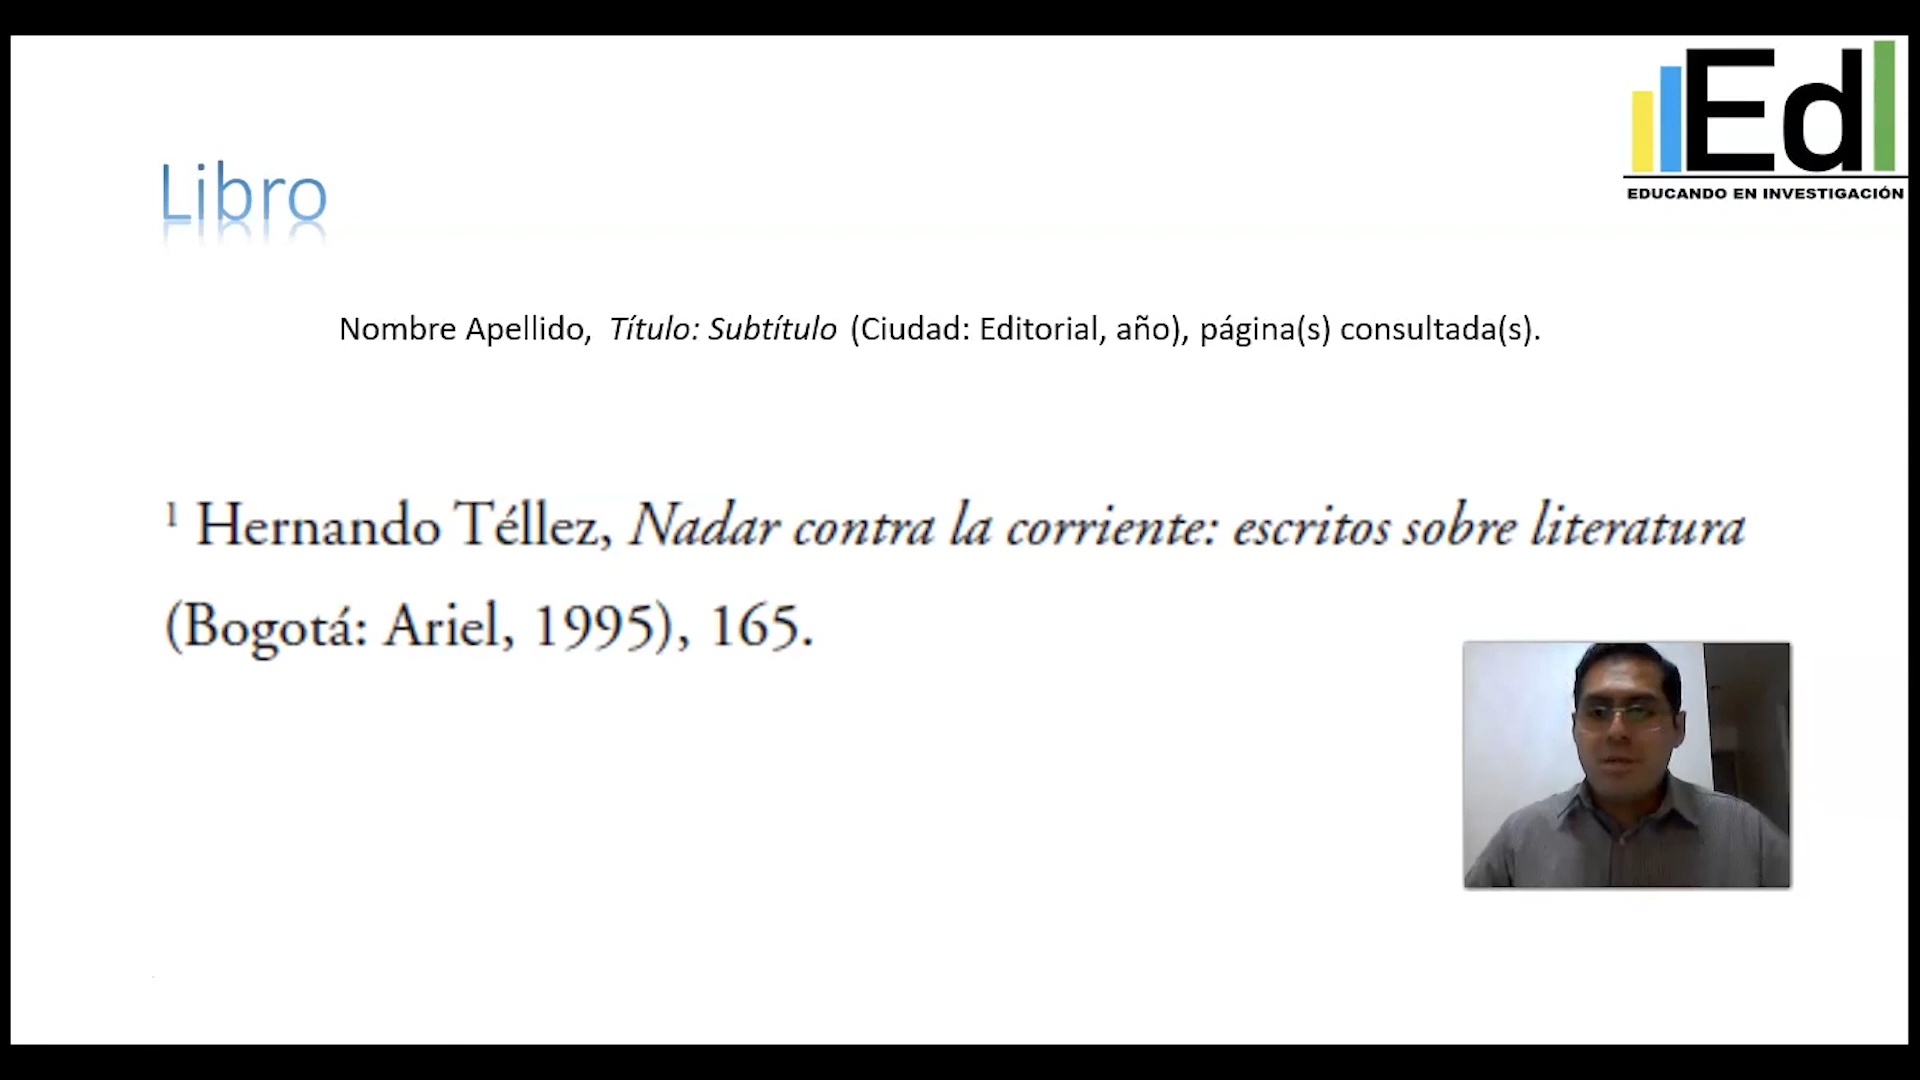 EdI
EDUCANDO EN INVESTIGACIÓN
Libro
Nombre Apellido, Título: Subtítulo (Ciudad: Editorial, año), página(s) consultada(s).
¹ Hernando Téllez, Nadar contra la corriente: escritos sobre literatura
(Bogotá: Ariel, 1995), 165.